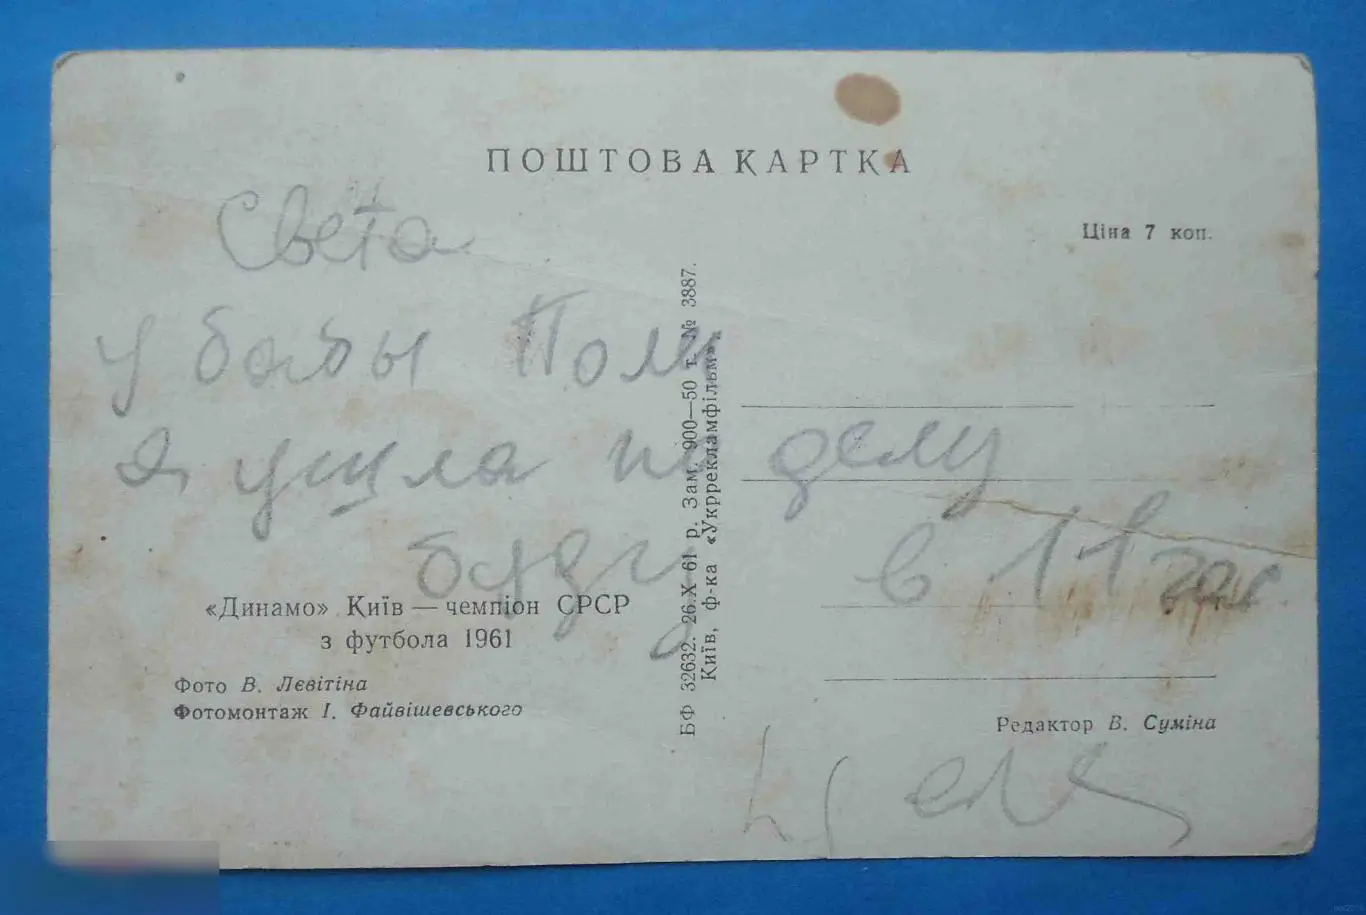 ПОШТОВА КАРТКА
Света
Ціна 7 коп.
у бабы Поли
я ушла по делу
буду в 11 час
«Динамо» Київ — чемпіон СРСР
з футбола 1961
Фото В. Лєвітіна
Фотомонтаж І. Файвішевського
БФ 32632. 26.X 61 р. Зам. 900—50 г. № 3887.
Київ, ф-ка «Укррекламфільм».
Редактор В. Суміна